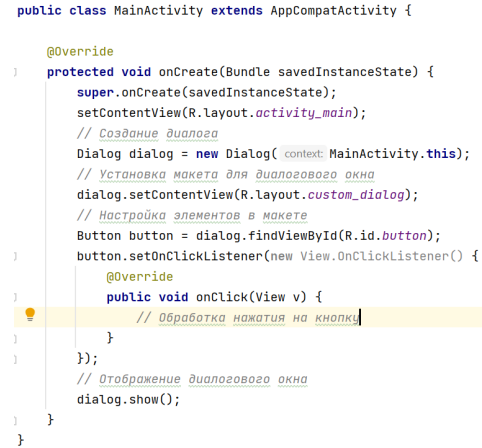 public class MainActivity extends AppCompatActivity {
@Override
protected void onCreate(Bundle savedInstanceState) {
super.onCreate(savedInstanceState);
setContentView(R.layout.activity_main);
// Создание диалога
Dialog dialog = new Dialog( context: MainActivity.this);
// Установка макета для диалогового окна
dialog.setContentView(R.layout.custom_dialog);
// Настройка элементов в макете
Button button = dialog.findViewById(R.id.button);
button.setOnClickListener(new View.OnClickListener() {
@Override
public void onClick(View v) {
// Обработка нажатия на кнопку
}
});
// Отображение диалогового окна
dialog.show();
}
}